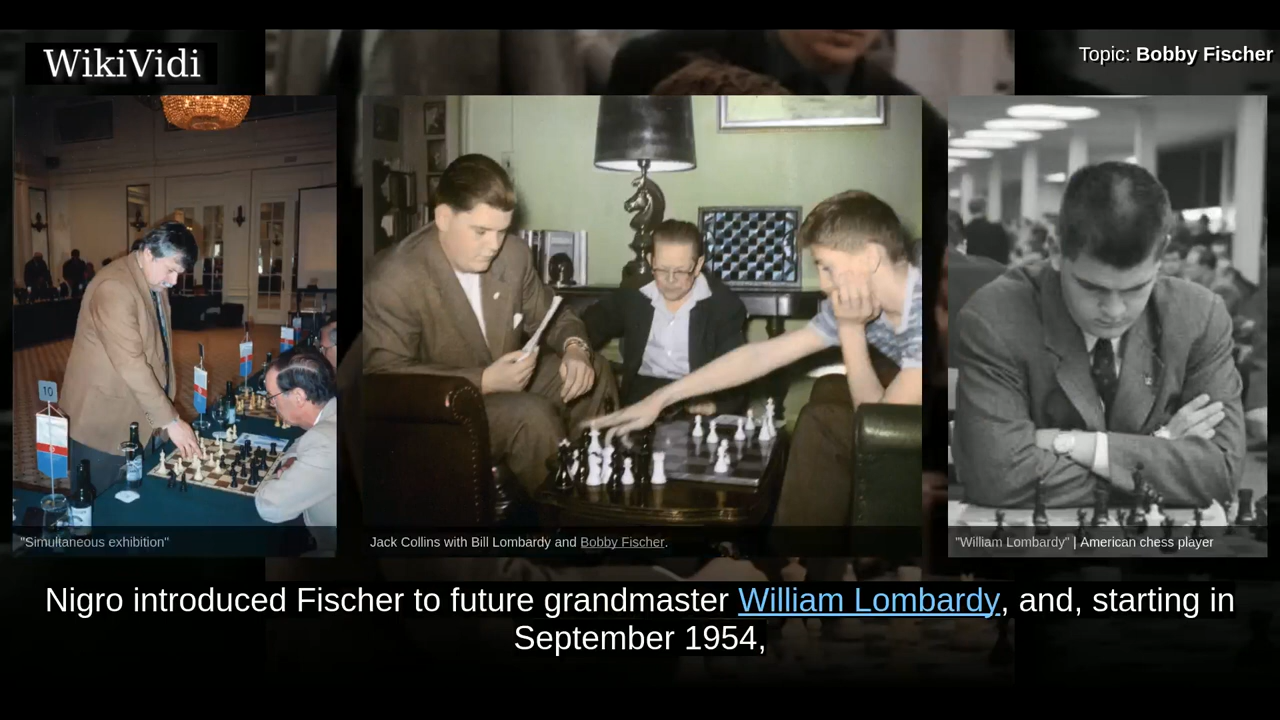 WikiVidi
Topic: Bobby Fischer
10
"Simultaneous exhibition"
Jack Collins with Bill Lombardy and Bobby Fischer.
"William Lombardy" | American chess player
Nigro introduced Fischer to future grandmaster William Lombardy, and, starting in
September 1954,